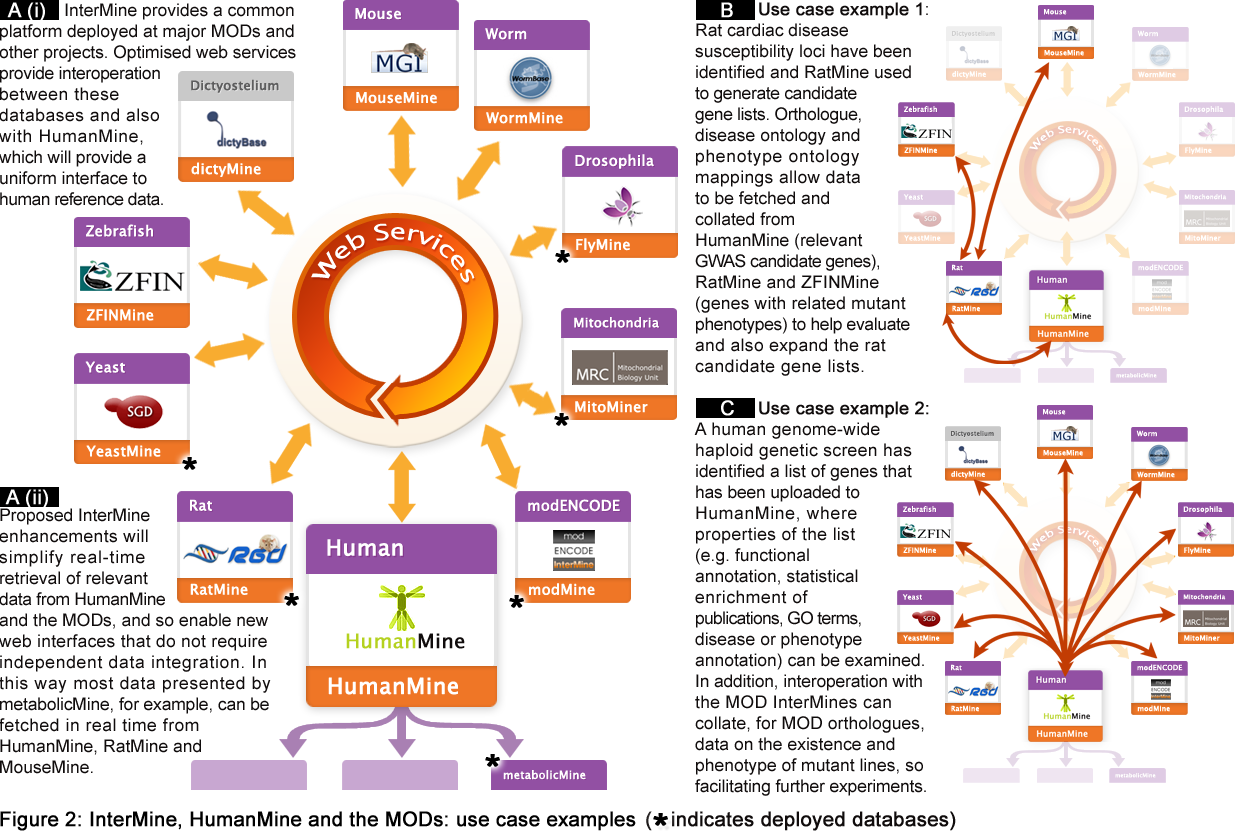 A (i) InterMine provides a common
platform deployed at major MODs and
other projects. Optimised web services
provide interoperation
between these
databases and also
with HumanMine,
which will provide a
uniform interface to
human reference data.
Dictyostelium
dictyBase
dictyMine
Mouse
MGI
MouseMine
Worm
WormBase
WormMine
Drosophila
FlyMine
*
Zebrafish
ZFIN
ZFINMine
Web Services
Mitochondria
MRC Mitochondrial
Biology Unit
MitoMiner
*
Yeast
SGD
YeastMine
*
A (ii)
Proposed InterMine
enhancements will
simplify real-time
retrieval of relevant
data from HumanMine
and the MODs, and so enable new
web interfaces that do not require
independent data integration. In
this way most data presented by
metabolicMine, for example, can be
fetched in real time from
HumanMine, RatMine and
MouseMine.
Rat
RGD
RatMine
*
Human
HumanMine
HumanMine
modENCODE
mod
ENCODE
InterMine
modMine
*
*
metabolicMine
B Use case example 1:
Rat cardiac disease
susceptibility loci have been
identified and RatMine used
to generate candidate
gene lists. Orthologue,
disease ontology and
phenotype ontology
mappings allow data
to be fetched and
collated from
HumanMine (relevant
GWAS candidate genes),
RatMine and ZFINMine
(genes with related mutant
phenotypes) to help evaluate
and also expand the rat
candidate gene lists.
Mouse
MGI
MouseMine
Dictyostelium
dictyBase
dictyMine
Worm
WormBase
WormMine
Zebrafish
ZFIN
ZFINMine
Drosophila
FlyMine
Web Services
Yeast
SGD
YeastMine
Mitochondria
MRC Mitochondrial
Biology Unit
MitoMiner
Rat
RGD
RatMine
Human
HumanMine
HumanMine
modENCODE
mod
ENCODE
InterMine
modMine
metabolicMine
C Use case example 2:
A human genome-wide
haploid genetic screen has
identified a list of genes that
has been uploaded to
HumanMine, where
properties of the list
(e.g. functional
annotation, statistical
enrichment of
publications, GO terms,
disease or phenotype
annotation) can be examined.
In addition, interoperation with
the MOD InterMines can
collate, for MOD orthologues,
data on the existence and
phenotype of mutant lines, so
facilitating further experiments.
Mouse
MGI
MouseMine
Dictyostelium
dictyBase
dictyMine
Worm
WormBase
WormMine
Zebrafish
ZFIN
ZFINMine
Drosophila
FlyMine
Web Services
Yeast
SGD
YeastMine
Mitochondria
MRC Mitochondrial
Biology Unit
MitoMiner
Rat
RGD
RatMine
Human
HumanMine
HumanMine
modENCODE
mod
ENCODE
InterMine
modMine
metabolicMine
Figure 2: InterMine, HumanMine and the MODs: use case examples (*indicates deployed databases)